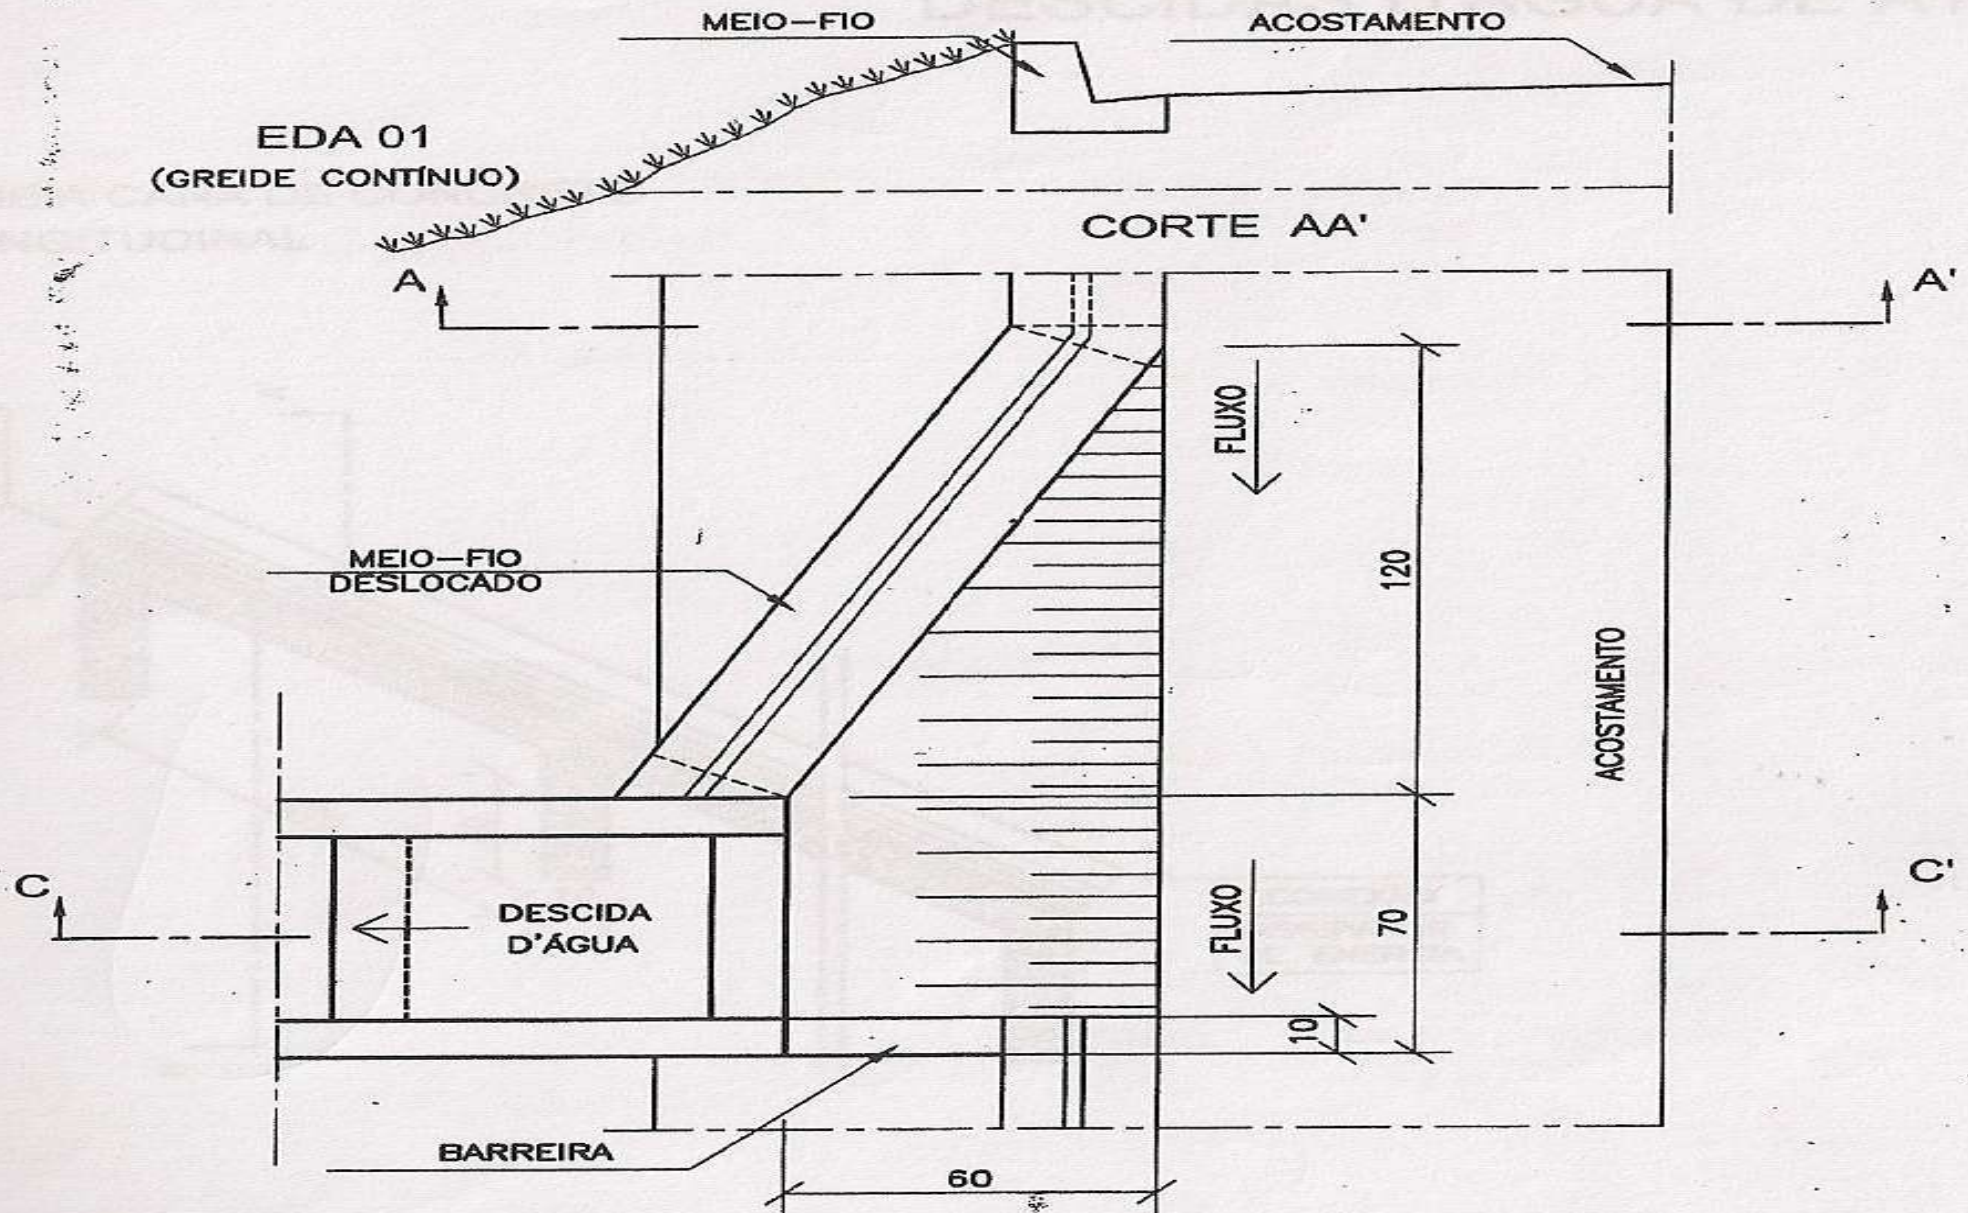 MEIO-FIO
ACOSTAMENTO
EDA 01
(GREIDE CONTÍNUO)
CORTE AA'
A
A'
FLUXO
MEIO-FIO
DESLOCADO
120
ACOSTAMENTO
C
C'
DESCIDA
D'ÁGUA
FLUXO
70
10
BARREIRA
60